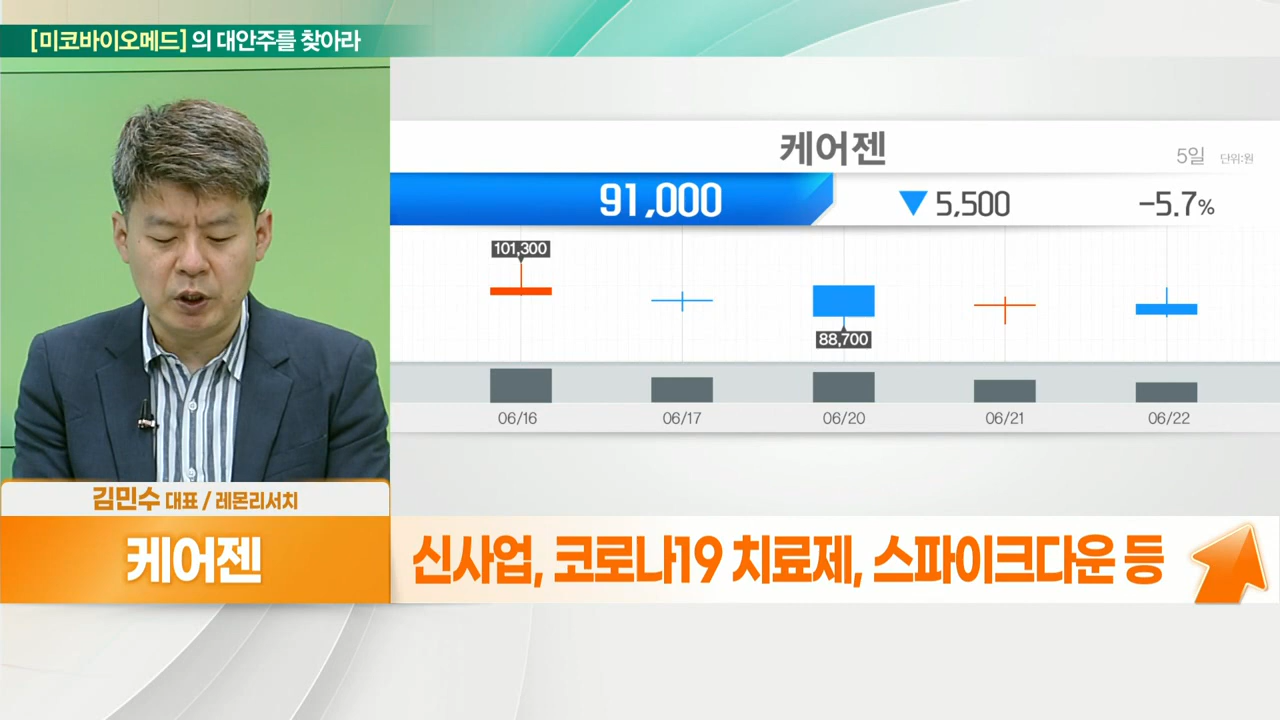 [미코바이오메드] 의 대안주를 찾아라
케어젠
5일 단위:원
91,000 ▼ 5,500 -5.7%
101,300
88,700
06/16 06/17 06/20 06/21 06/22
김민수 대표 / 레몬리서치
케어젠
신사업, 코로나19 치료제, 스파이크다운 등